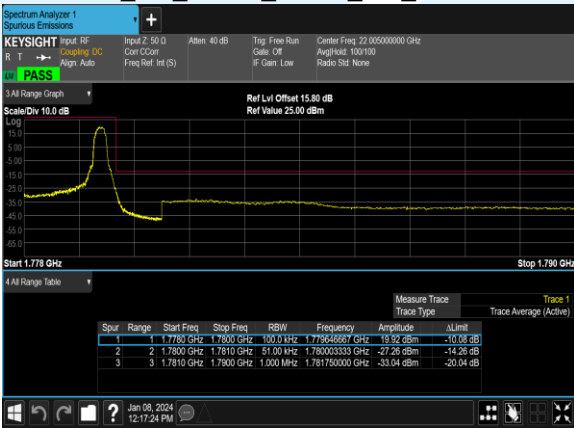 Spectrum Analyzer 1
Spurious Emissions
KEYSIGHT Input: RF Input Z: 50 Ω Atten: 40 dB Trig: Free Run Center Freq: 22.005000000 GHz
R T Coupling: DC Corr CCorr Gate: Off Avg|Hold: 100/100
Align: Auto Freq Ref: Int (S) IF Gain: Low Radio Std: None
PASS
3 All Range Graph
Ref Lvl Offset 15.80 dB
Scale/Div 10.0 dB Ref Value 25.00 dBm
Log
15.0
5.00
-5.00
-15.0
-25.0
-35.0
-45.0
-55.0
-65.0
Start 1.778 GHz Stop 1.790 GHz
4 All Range Table
Measure Trace Trace 1
Trace Type Trace Average (Active)
Spur Range Start Freq Stop Freq RBW Frequency Amplitude ΔLimit
1 1 1.7780 GHz 1.7800 GHz 100.0 kHz 1.779646667 GHz 19.92 dBm -10.08 dB
2 2 1.7800 GHz 1.7810 GHz 51.00 kHz 1.780003333 GHz -27.26 dBm -14.26 dB
3 3 1.7810 GHz 1.7900 GHz 1.000 MHz 1.781750000 GHz -33.04 dBm -20.04 dB
? Jan 08, 2024
12:17:24 PM